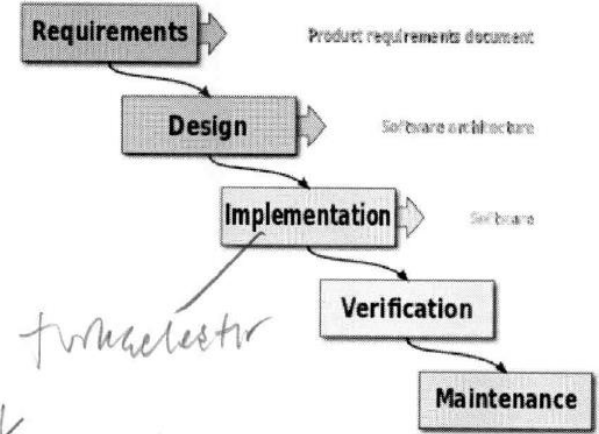 Requirements
Product requirements document
Design
Software architecture
Implementation
Software
Verification
Maintenance